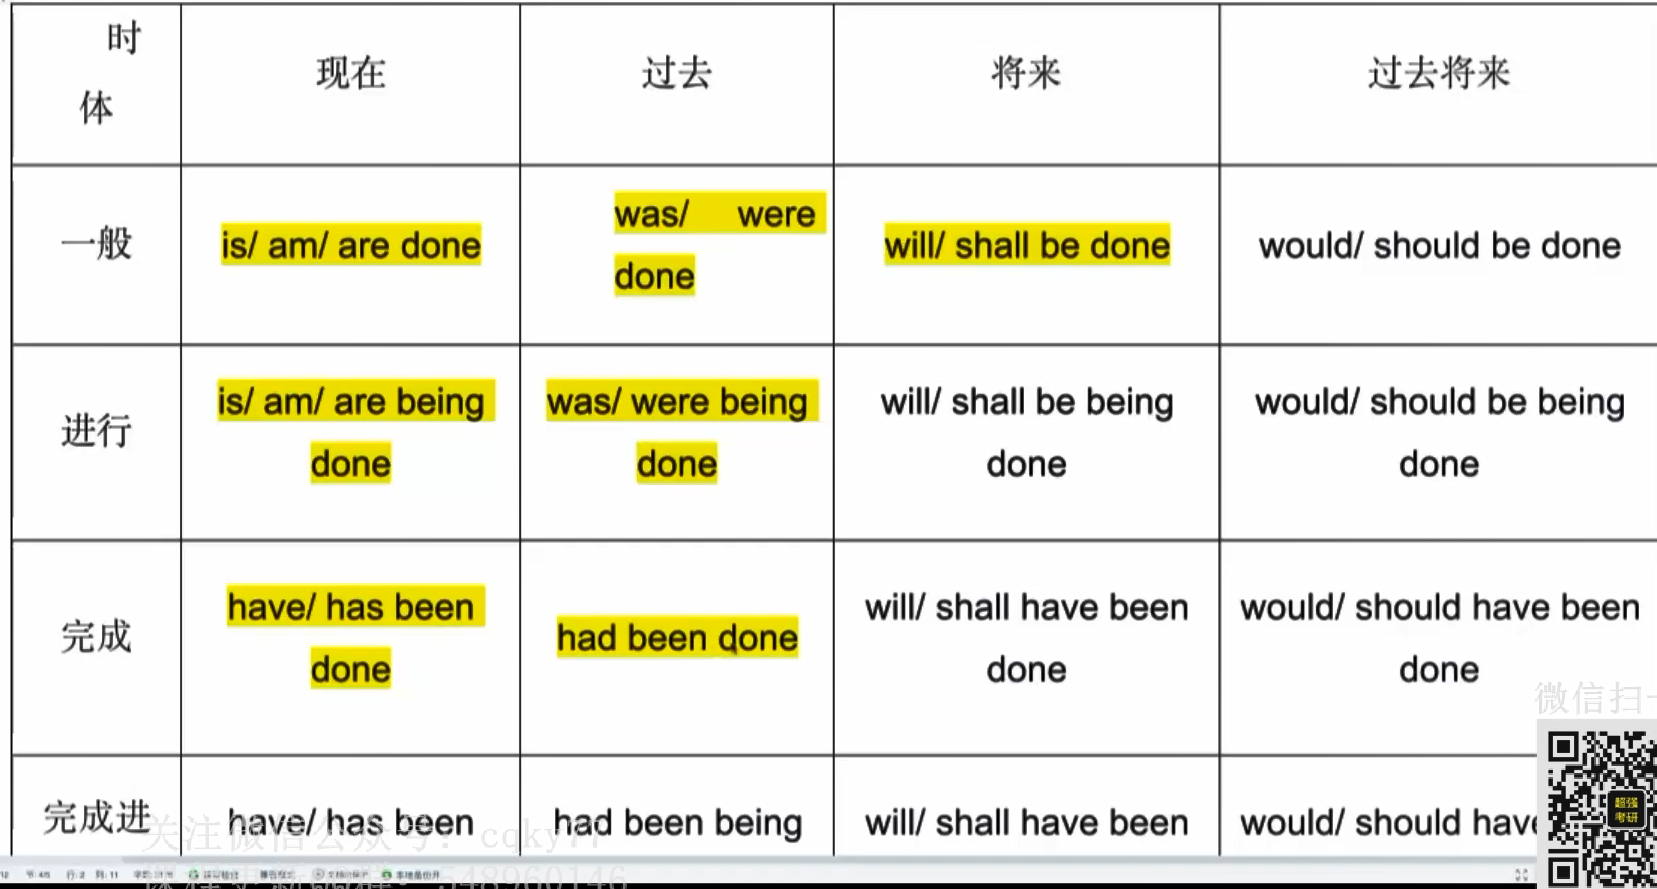 时
体
现在
过去
将来
过去将来
一般
is/ am/ are done
was/ were
done
will/ shall be done
would/ should be done
进行
is/ am/ are being
done
was/ were being
done
will/ shall be being
done
would/ should be being
done
完成
have/ has been
done
had been done
will/ shall have been
done
would/ should have been
done
微信扫一
完成进
have/ has been
had been being
will/ shall have been
would/ should have
超强
考研
关注微信公众号: cqky77
548960146